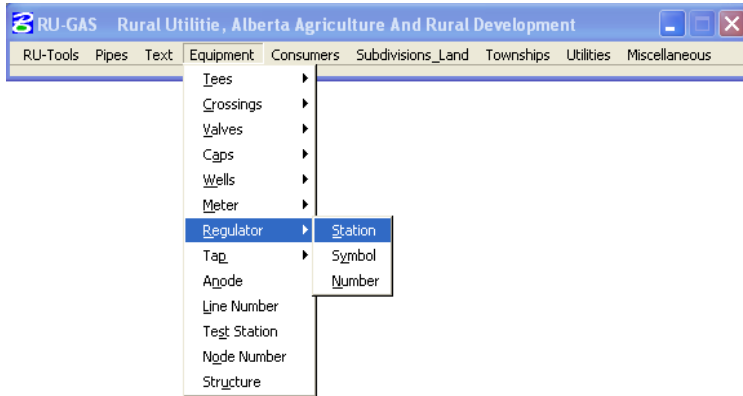 RU-GAS Rural Utilitie, Alberta Agriculture And Rural Development
RU-Tools Pipes Text Equipment Consumers Subdivisions_Land Townships Utilities Miscellaneous
Tees
Crossings
Valves
Caps
Wells
Meter
Regulator Station
Tap Symbol
Anode Number
Line Number
Test Station
Node Number
Structure